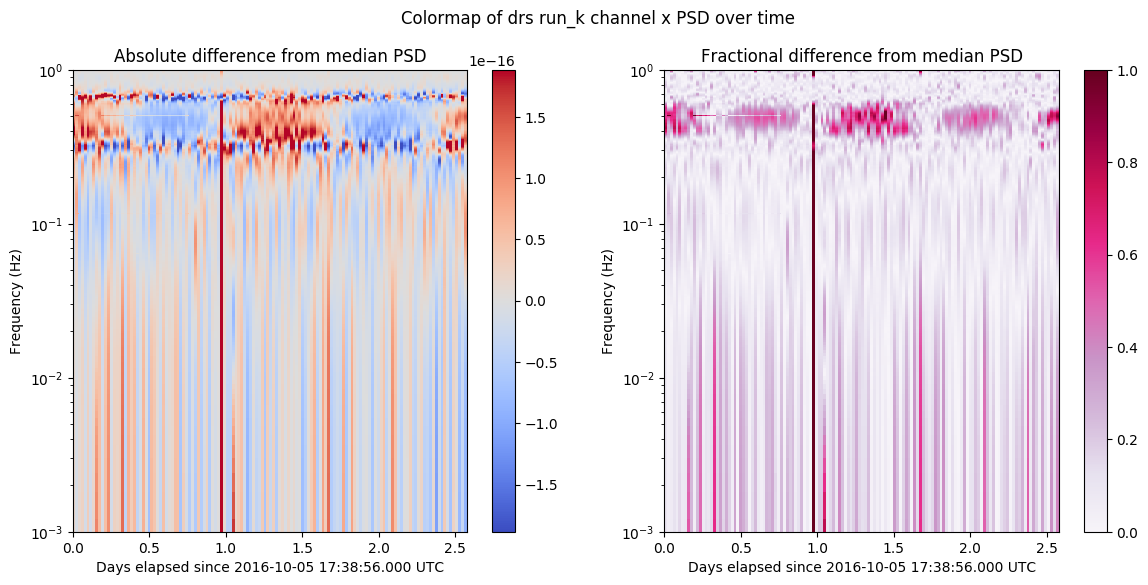 Colormap of drs run_k channel x PSD over time
Absolute difference from median PSD
Fractional difference from median PSD
1e−16
10⁰
10⁻¹
10⁻²
10⁻³
Frequency (Hz)
0.0 0.5 1.0 1.5 2.0 2.5
Days elapsed since 2016-10-05 17:38:56.000 UTC
1.5
1.0
0.5
0.0
−0.5
−1.0
−1.5
10⁰
10⁻¹
10⁻²
10⁻³
Frequency (Hz)
0.0 0.5 1.0 1.5 2.0 2.5
Days elapsed since 2016-10-05 17:38:56.000 UTC
1.0
0.8
0.6
0.4
0.2
0.0